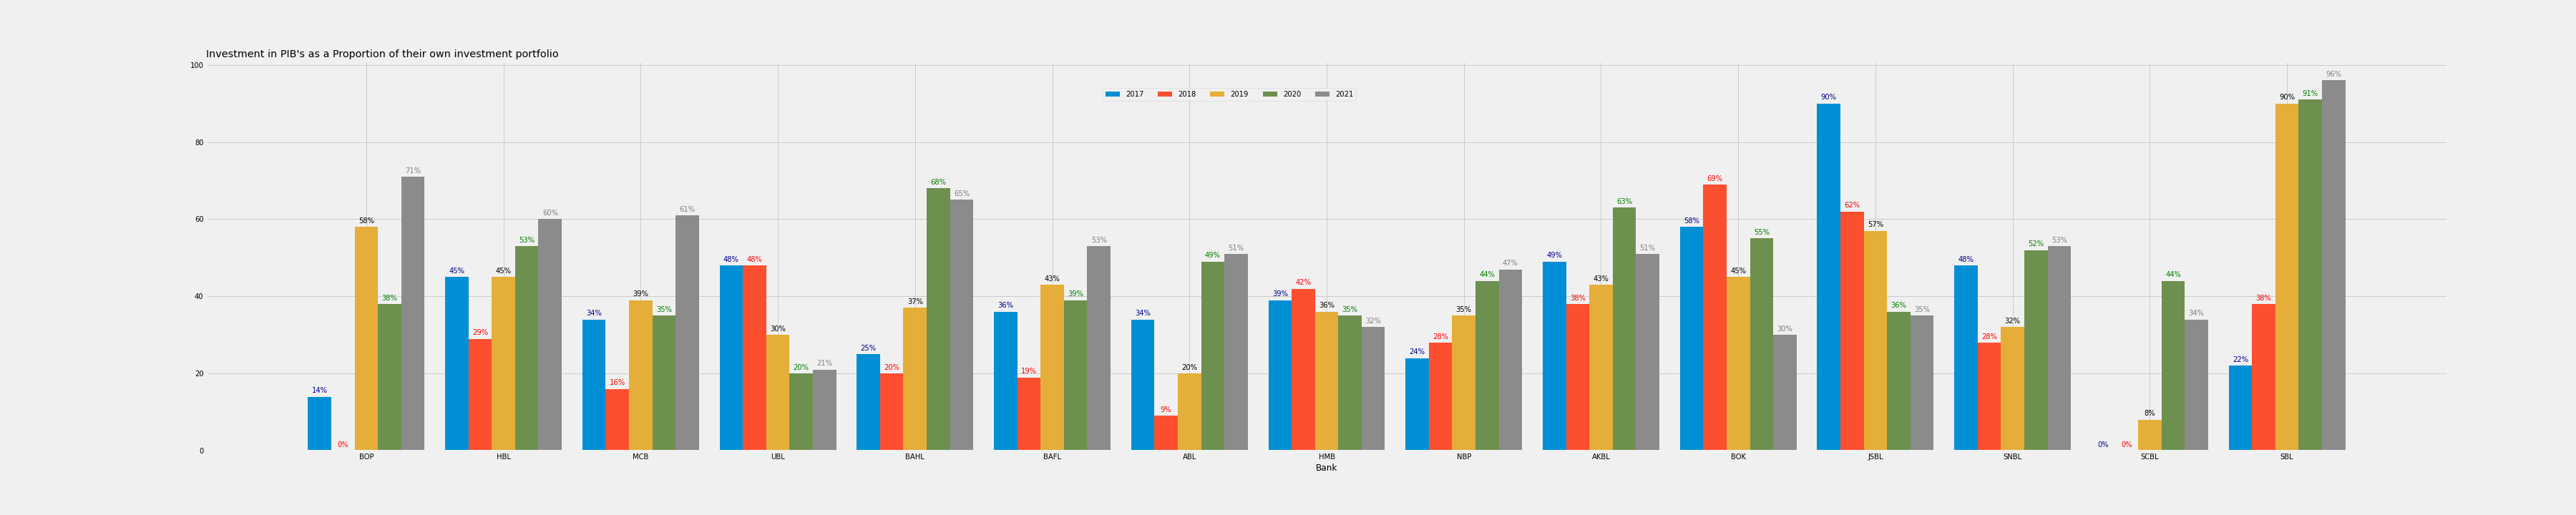 Investment in PIB's as a Proportion of their own investment portfolio
100
80
60
40
20
0
2017 2018 2019 2020 2021
14% 0% 58% 38% 71%
45% 29% 45% 53% 60%
34% 16% 39% 35% 61%
48% 48% 30% 20% 21%
25% 20% 37% 68% 65%
36% 19% 43% 39% 53%
34% 9% 20% 49% 51%
39% 42% 36% 35% 32%
24% 28% 35% 44% 47%
49% 38% 43% 63% 51%
58% 69% 45% 55% 30%
90% 62% 57% 36% 35%
48% 28% 32% 52% 53%
0% 0% 8% 44% 34%
22% 38% 90% 91% 96%
BOP HBL MCB UBL BAHL BAFL ABL HMB NBP AKBL BOK JSBL SNBL SCBL SBL
Bank